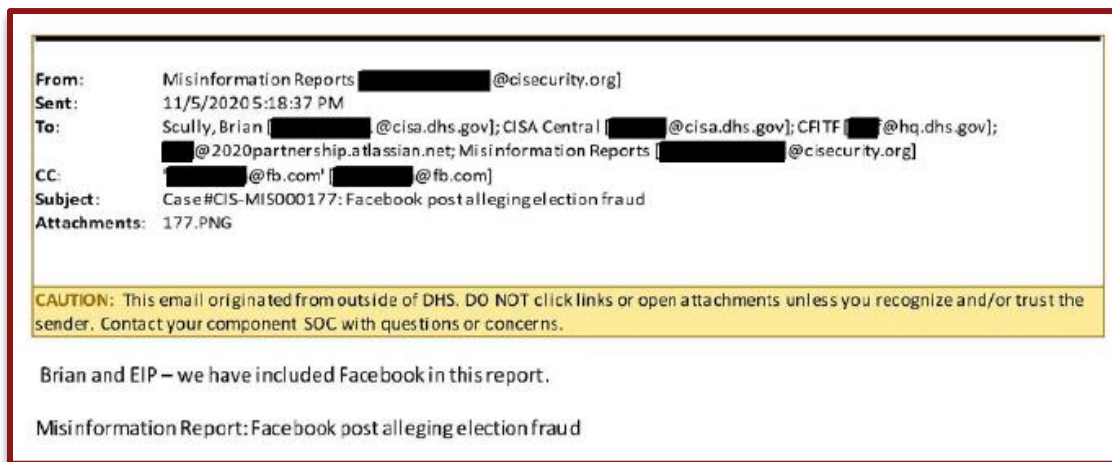 From: Misinformation Reports @cisecurity.org]
Sent: 11/5/2020 5:18:37 PM
To: Scully, Brian [ @cisa.dhs.gov]; CISA Central [ @cisa.dhs.gov]; CFITF [ f@hq.dhs.gov];
@2020partnership.atlassian.net; Misinformation Reports [ @cisecurity.org]
CC: ' @fb.com' [ @fb.com]
Subject: Case #CIS-MIS000177: Facebook post alleging election fraud
Attachments: 177.PNG
CAUTION: This email originated from outside of DHS. DO NOT click links or open attachments unless you recognize and/or trust the
sender. Contact your component SOC with questions or concerns.
Brian and EIP – we have included Facebook in this report.
Misinformation Report: Facebook post alleging election fraud